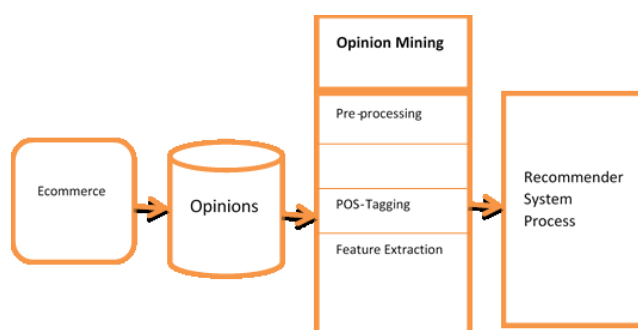 Ecommerce
Opinions
Opinion Mining
Pre-processing
POS-Tagging
Feature Extraction
Recommender
System
Process